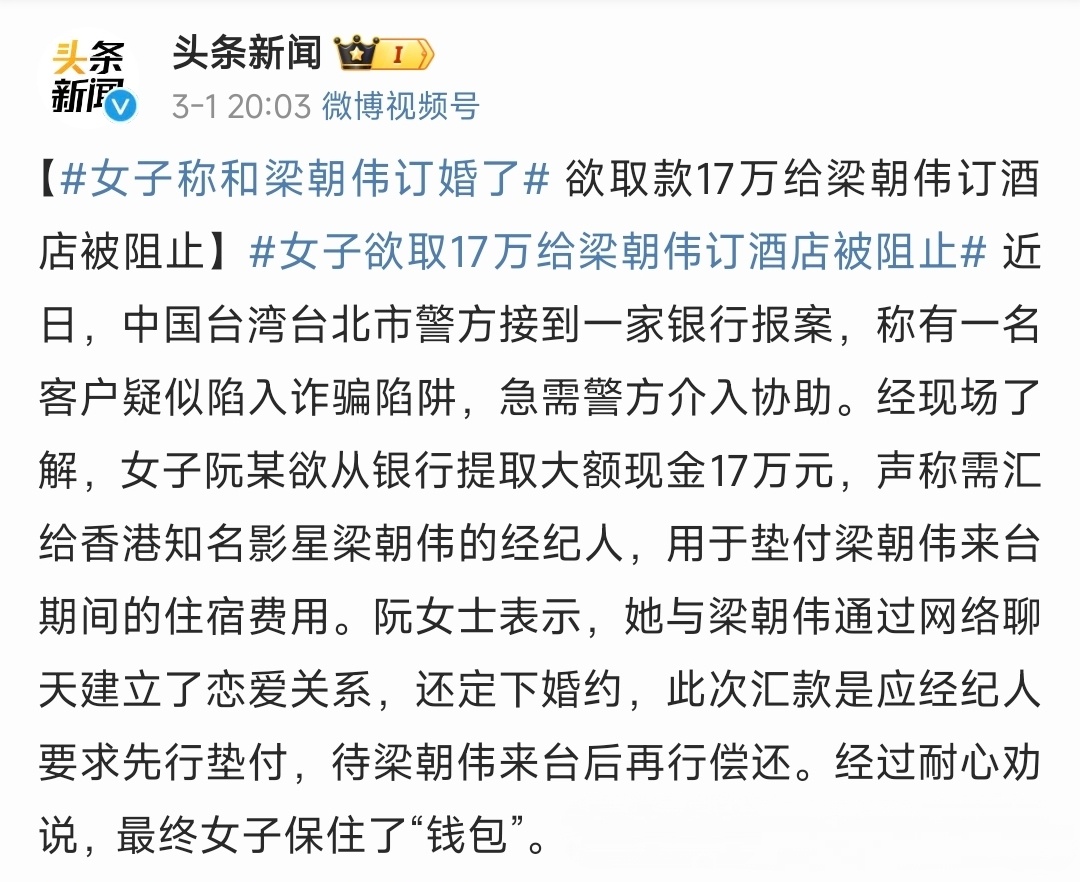 头条
新闻
头条新闻 I
3-1 20:03 微博视频号
【#女子称和梁朝伟订婚了# 欲取款17万给梁朝伟订酒
店被阻止】#女子欲取17万给梁朝伟订酒店被阻止# 近
日，中国台湾台北市警方接到一家银行报案，称有一名
客户疑似陷入诈骗陷阱，急需警方介入协助。经现场了
解，女子阮某欲从银行提取大额现金17万元，声称需汇
给香港知名影星梁朝伟的经纪人，用于垫付梁朝伟来台
期间的住宿费用。阮女士表示，她与梁朝伟通过网络聊
天建立了恋爱关系，还定下婚约，此次汇款是应经纪人
要求先行垫付，待梁朝伟来台后再行偿还。经过耐心劝
说，最终女子保住了“钱包”。